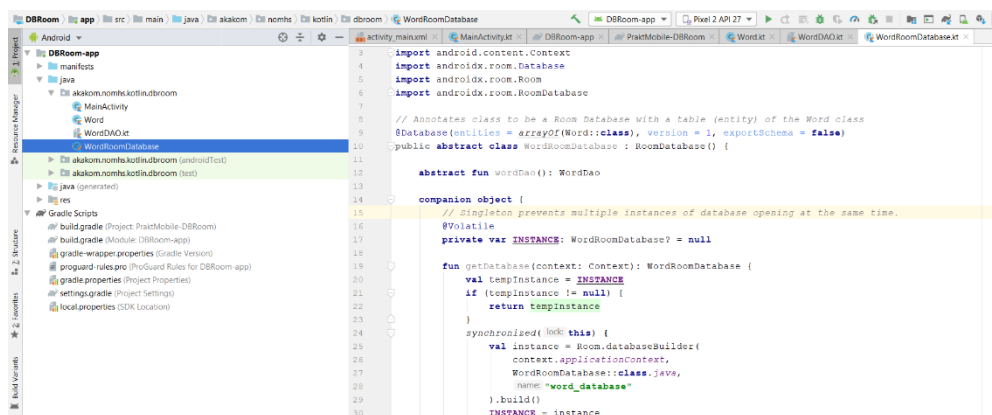 DBRoom 〉 app 〉 src 〉 main 〉 java 〉 akakom 〉 nomhs 〉 kotlin 〉 dbroom 〉 WordRoomDatabase
DBRoom-app
Pixel 2 API 27
Android
activity_main.xml
MainActivity.kt
DBRoom-app
PraktMobile-DBRoom
Word.kt
WordDAO.kt
WordRoomDatabase.kt
1: Project
Resource Manager
Z: Structure
2: Favorites
Build Variants
DBRoom-app
manifests
java
akakom.nomhs.kotlin.dbroom
MainActivity
Word
WordDAO.kt
WordRoomDatabase
akakom.nomhs.kotlin.dbroom (androidTest)
akakom.nomhs.kotlin.dbroom (test)
java (generated)
res
Gradle Scripts
build.gradle (Project: PraktMobile-DBRoom)
build.gradle (Module: DBRoom-app)
gradle-wrapper.properties (Gradle Version)
proguard-rules.pro (ProGuard Rules for DBRoom-app)
gradle.properties (Project Properties)
settings.gradle (Project Settings)
local.properties (SDK Location)
3 import android.content.Context
4 import androidx.room.Database
5 import androidx.room.Room
6 import androidx.room.RoomDatabase
7
8 // Annotates class to be a Room Database with a table (entity) of the Word class
9 @Database(entities = arrayOf(Word::class), version = 1, exportSchema = false)
10 public abstract class WordRoomDatabase : RoomDatabase() {
11
12 abstract fun wordDao(): WordDao
13
14 companion object {
15 // Singleton prevents multiple instances of database opening at the same time.
16 @Volatile
17 private var INSTANCE: WordRoomDatabase? = null
18
19 fun getDatabase(context: Context): WordRoomDatabase {
20 val tempInstance = INSTANCE
21 if (tempInstance != null) {
22 return tempInstance
23 }
24 synchronized( lock: this) {
25 val instance = Room.databaseBuilder(
26 context.applicationContext,
27 WordRoomDatabase::class.java,
28 name: "word_database"
29 ).build()
30 INSTANCE = instance